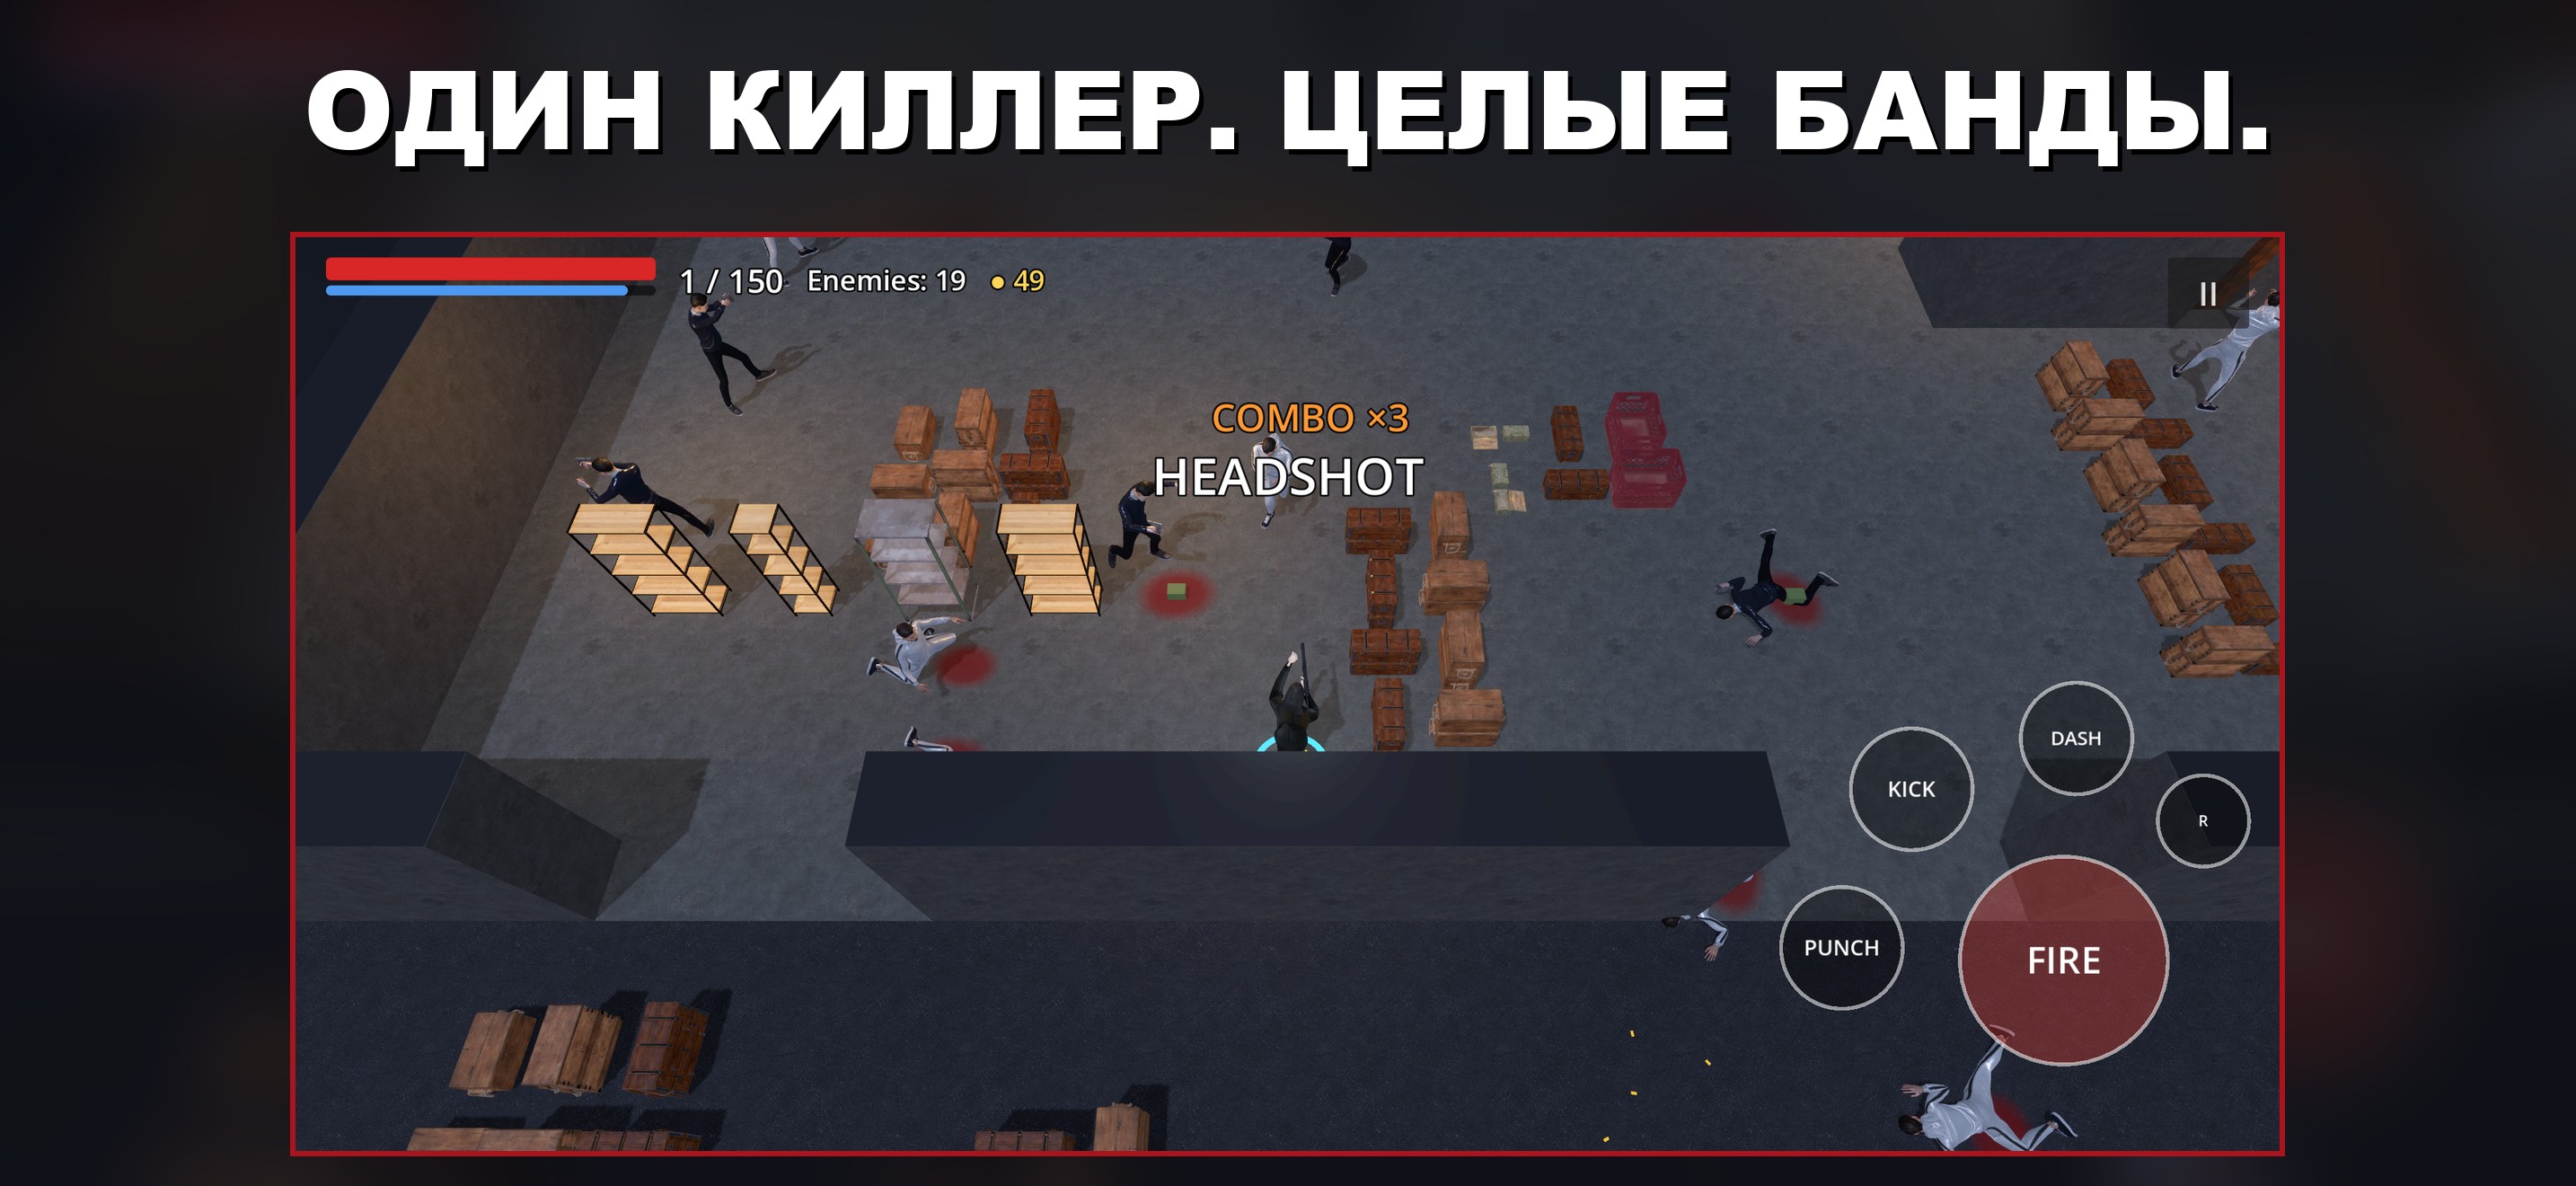 ОДИН КИЛЛЕР. ЦЕЛЫЕ БАНДЫ.
1 / 150 Enemies: 19 49
COMBO ×3
HEADSHOT
DASH
KICK
R
PUNCH
FIRE